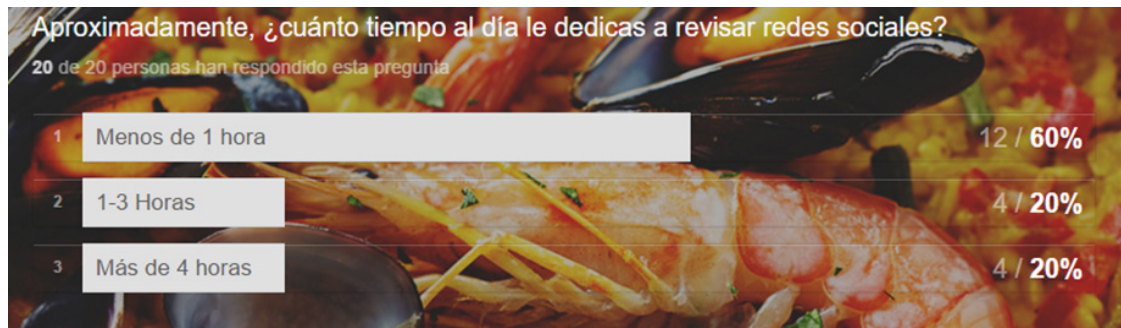 Aproximadamente, ¿cuánto tiempo al día le dedicas a revisar redes sociales?
20 de 20 personas han respondido esta pregunta
1 Menos de 1 hora 12 / 60%
2 1-3 Horas 4 / 20%
3 Más de 4 horas 4 / 20%